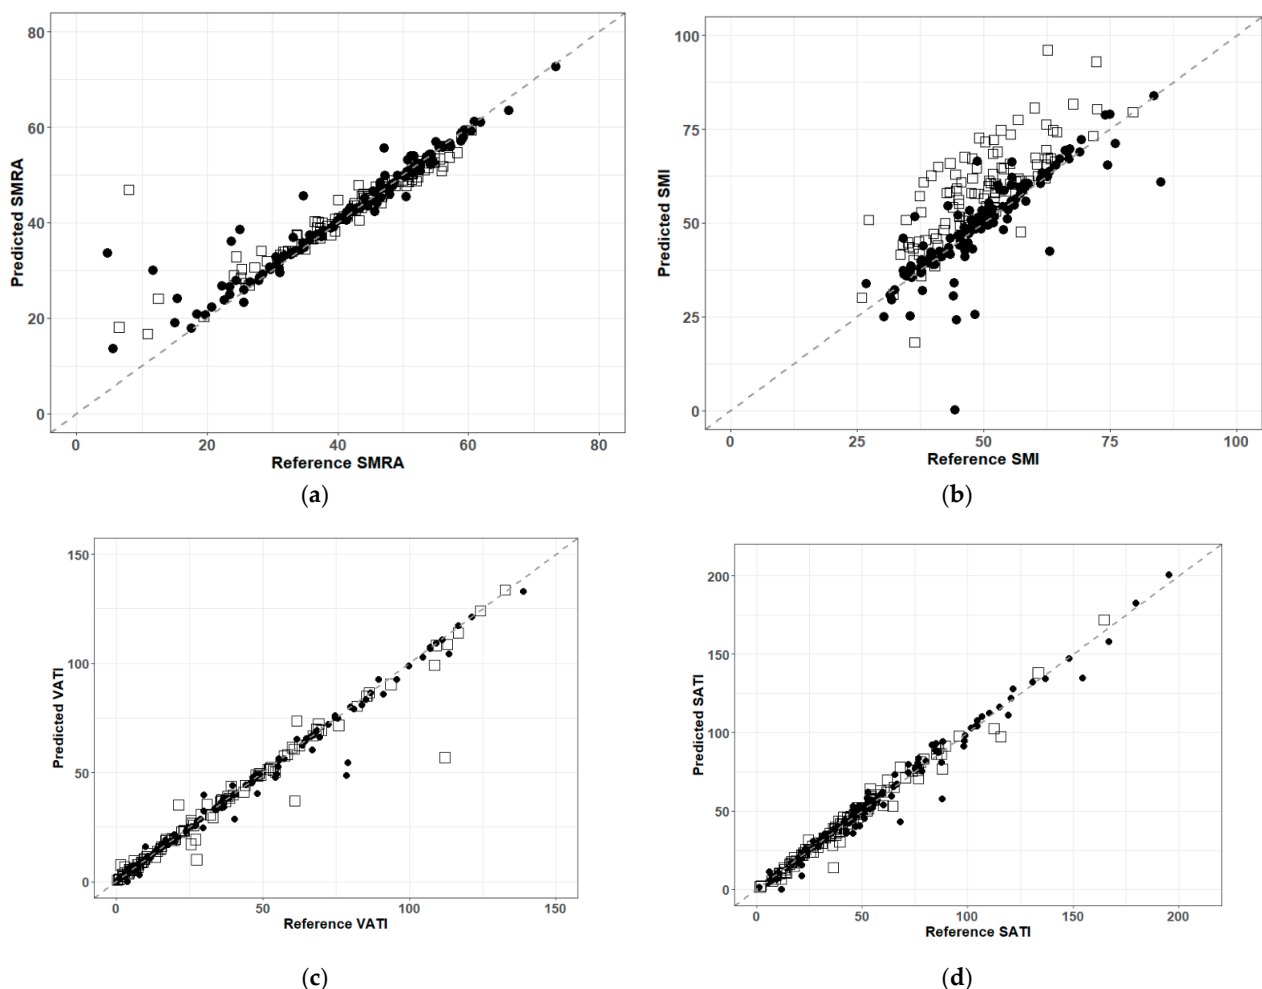 80
60
40
20
0
Predicted SMRA
0 20 40 60 80
Reference SMRA
(a)
100
75
50
25
0
Predicted SMI
0 25 50 75 100
Reference SMI
(b)
150
100
50
0
Predicted VATI
0 50 100 150
Reference VATI
(c)
200
150
100
50
0
Predicted SATI
0 50 100 150 200
Reference SATI
(d)